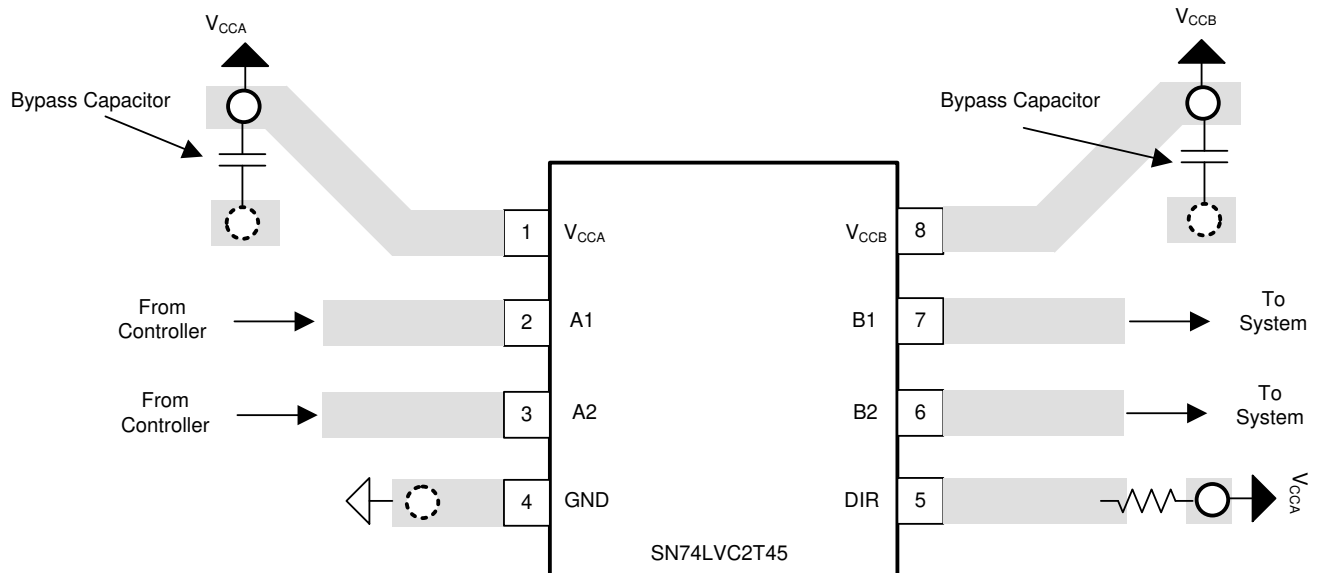 VCCA
VCCB
Bypass Capacitor
Bypass Capacitor
1
VCCA
VCCB
8
From
Controller
2
A1
B1
7
To
System
From
Controller
3
A2
B2
6
To
System
4
GND
DIR
5
VCCA
SN74LVC2T45